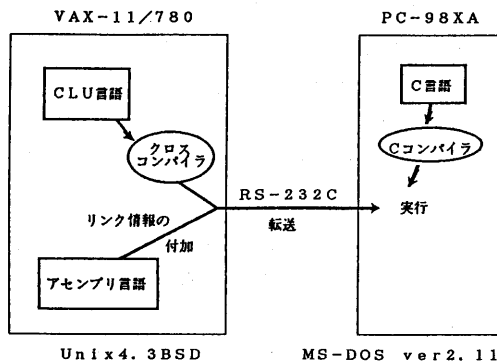 VAX-11/780
PC-98XA
CLU言語
クロス
コンパイラ
リンク情報の
付加
アセンブリ言語
RS-232C
転送
C言語
Cコンパイラ
実行
Unix4.3BSD
MS-DOS ver2.11